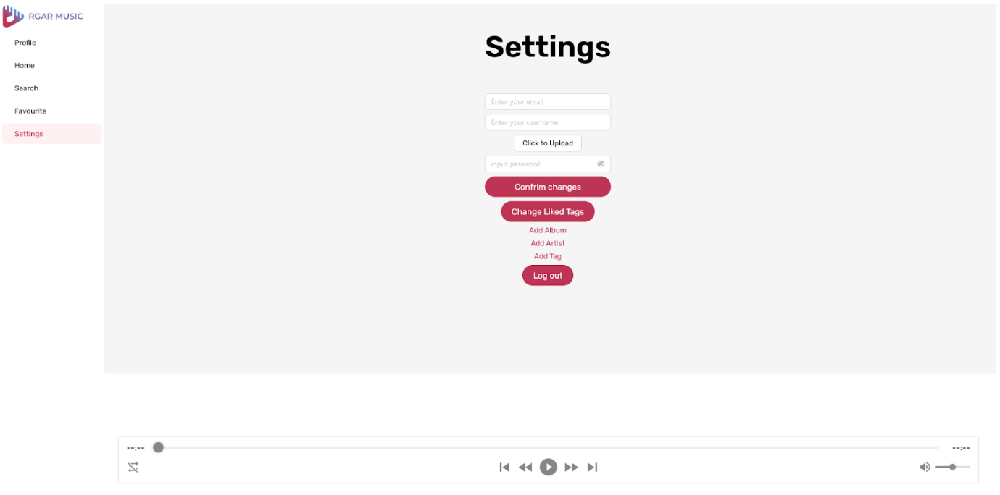 RGAR MUSIC
Profile
Home
Search
Favourite
Settings
Settings
Enter your email
Enter your username
Click to Upload
input password
Confrim changes
Change Liked Tags
Add Album
Add Artist
Add Tag
Log out
--:--
--:--